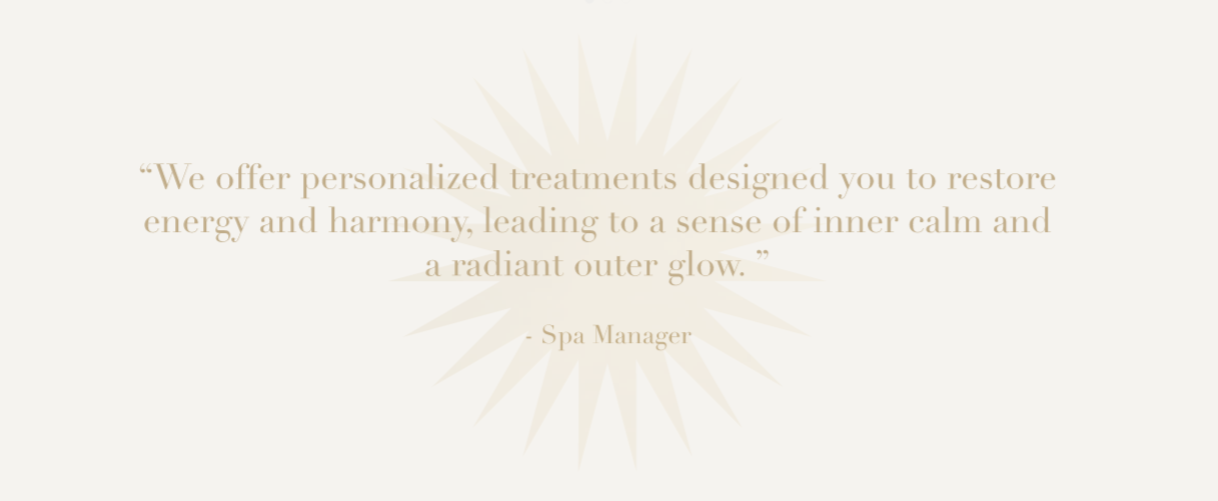 “We offer personalized treatments designed you to restore
energy and harmony, leading to a sense of inner calm and
a radiant outer glow. ”
- Spa Manager